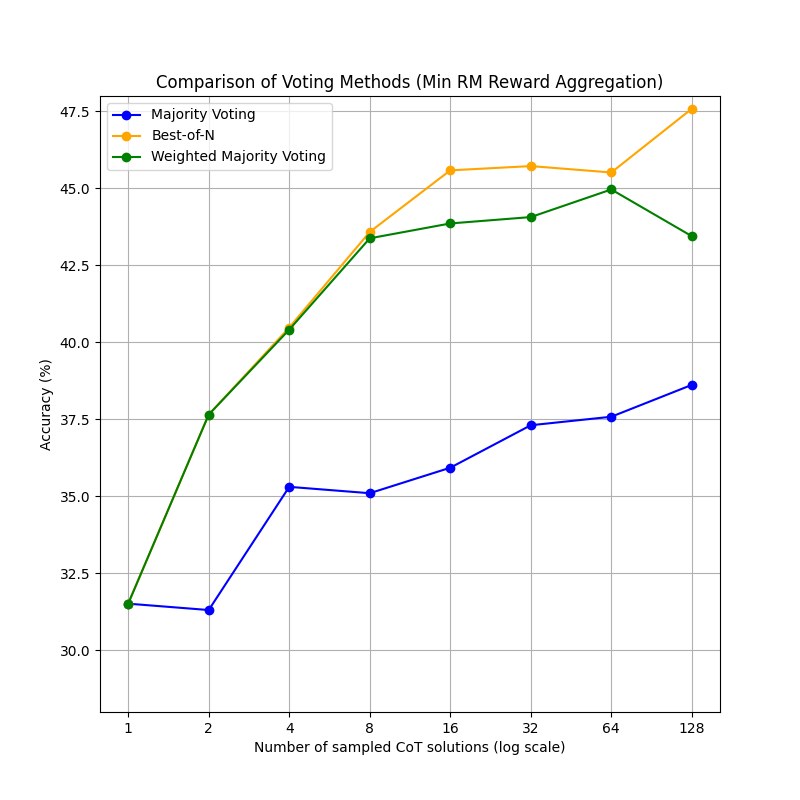 Comparison of Voting Methods (Min RM Reward Aggregation)
Majority Voting
Best-of-N
Weighted Majority Voting
47.5
45.0
42.5
40.0
37.5
35.0
32.5
30.0
Accuracy (%)
1 2 4 8 16 32 64 128
Number of sampled CoT solutions (log scale)